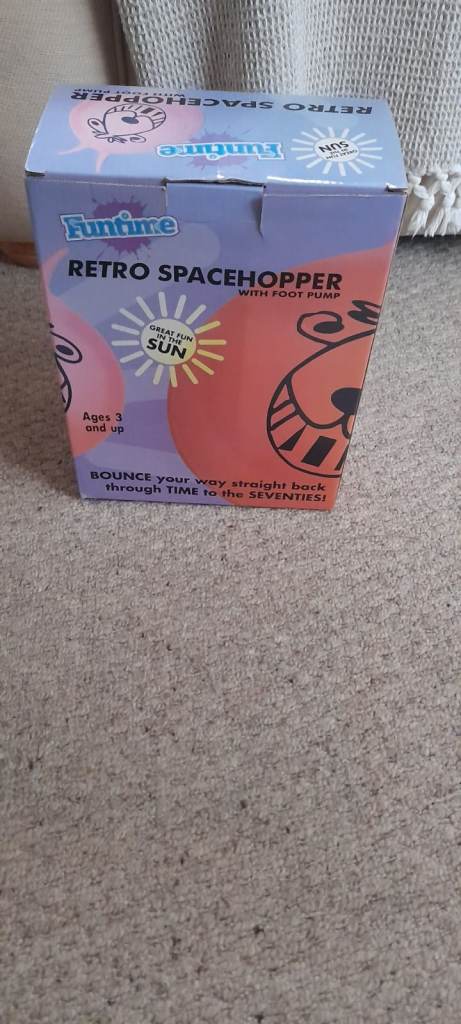 RETRO SPACEHOPPER
WITH FOOT PUMP
Funtime
GREAT FUN
IN THE
SUN
Funtime
RETRO SPACEHOPPER
WITH FOOT PUMP
GREAT FUN
IN THE
SUN
Ages 3
and up
BOUNCE your way straight back
through TIME to the SEVENTIES!